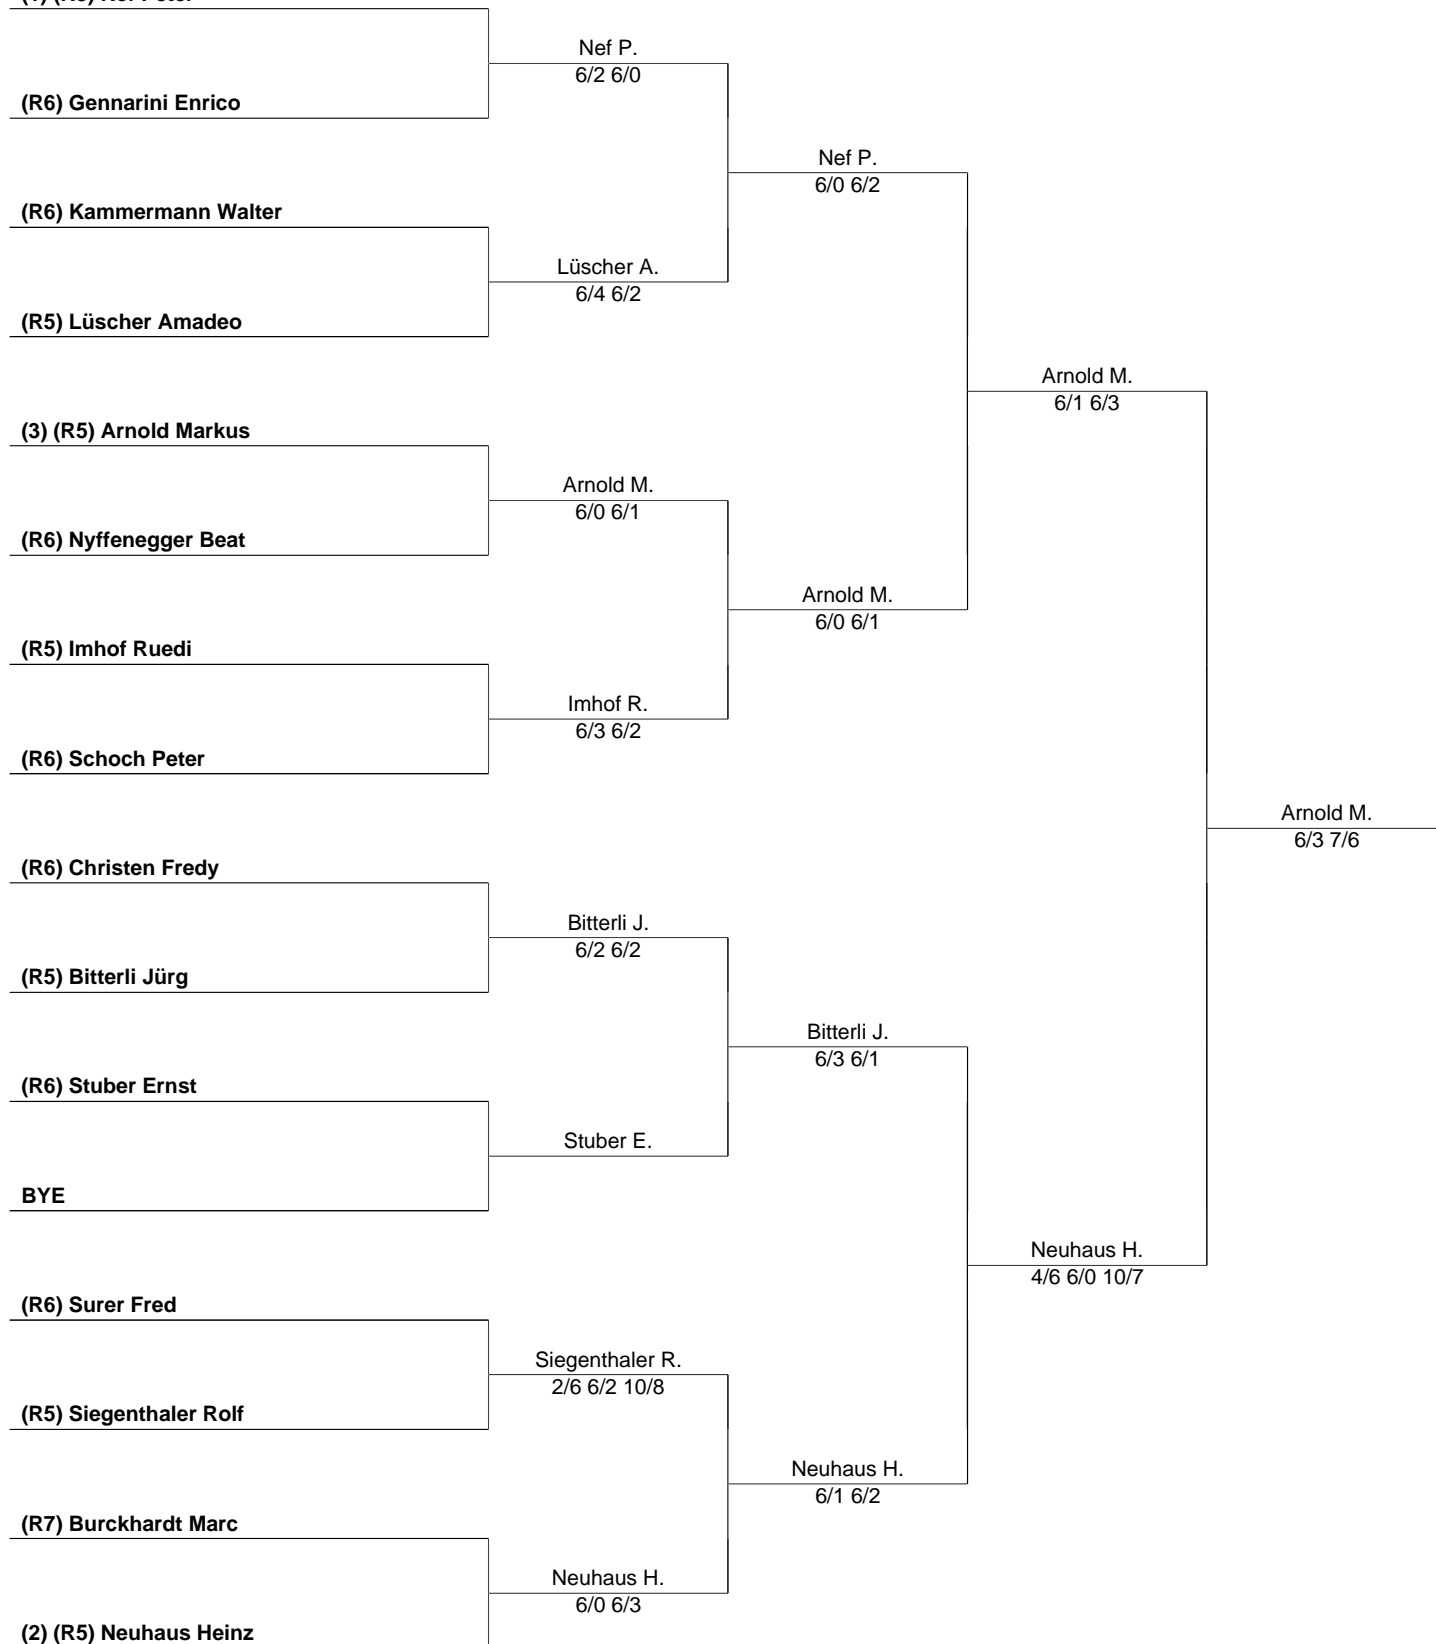 Nef P.
6/2 6/0
(R6) Gennarini Enrico
Nef P.
6/0 6/2
(R6) Kammermann Walter
Lüscher A.
6/4 6/2
(R5) Lüscher Amadeo
Arnold M.
6/1 6/3
(3) (R5) Arnold Markus
Arnold M.
6/0 6/1
(R6) Nyffenegger Beat
Arnold M.
6/0 6/1
(R5) Imhof Ruedi
Imhof R.
6/3 6/2
(R6) Schoch Peter
Arnold M.
6/3 7/6
(R6) Christen Fredy
Bitterli J.
6/2 6/2
(R5) Bitterli Jürg
Bitterli J.
6/3 6/1
(R6) Stuber Ernst
Stuber E.
BYE
Neuhaus H.
4/6 6/0 10/7
(R6) Surer Fred
Siegenthaler R.
2/6 6/2 10/8
(R5) Siegenthaler Rolf
Neuhaus H.
6/1 6/2
(R7) Burckhardt Marc
Neuhaus H.
6/0 6/3
(2) (R5) Neuhaus Heinz